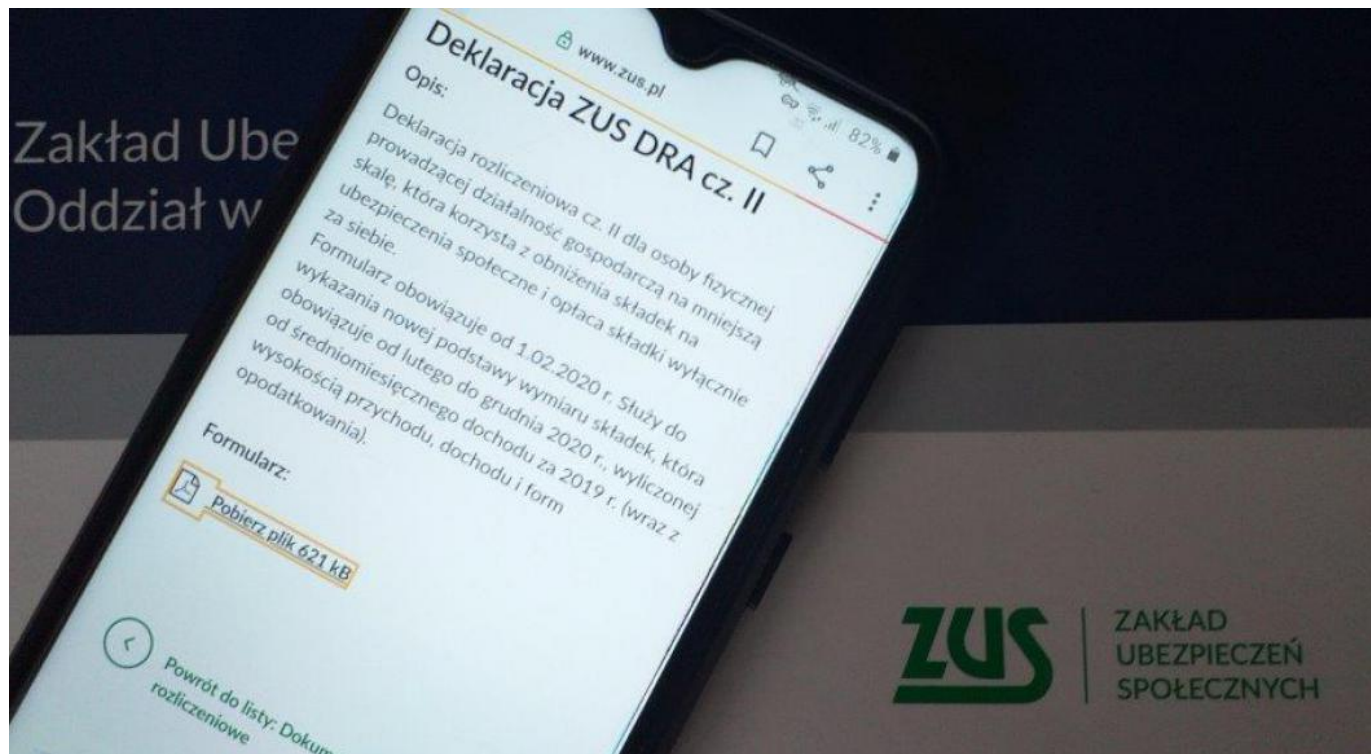 Zakład Ube
Oddział w
www.zus.pl
82%
Deklaracja ZUS DRA cz. II
Opis:
Deklaracja rozliczeniowa cz. II dla osoby fizycznej
prowadzącej działalność gospodarczą na mniejszą
skalę, która korzysta z obniżenia składek na
ubezpieczenia społeczne i opłaca składki wyłącznie
za siebie.
Formularz obowiązuje od 1.02.2020 r. Służy do
wykazania nowej podstawy wymiaru składek, która
obowiązuje od lutego do grudnia 2020 r., wyliczonej
od średniomiesięcznego dochodu za 2019 r. (wraz z
wysokością przychodu, dochodu i form
opodatkowania).
Formularz:
Pobierz plik 621 kB
Powrót do listy: Dokum
rozliczeniowe
ZUS
ZAKŁAD
UBEZPIECZEŃ
SPOŁECZNYCH